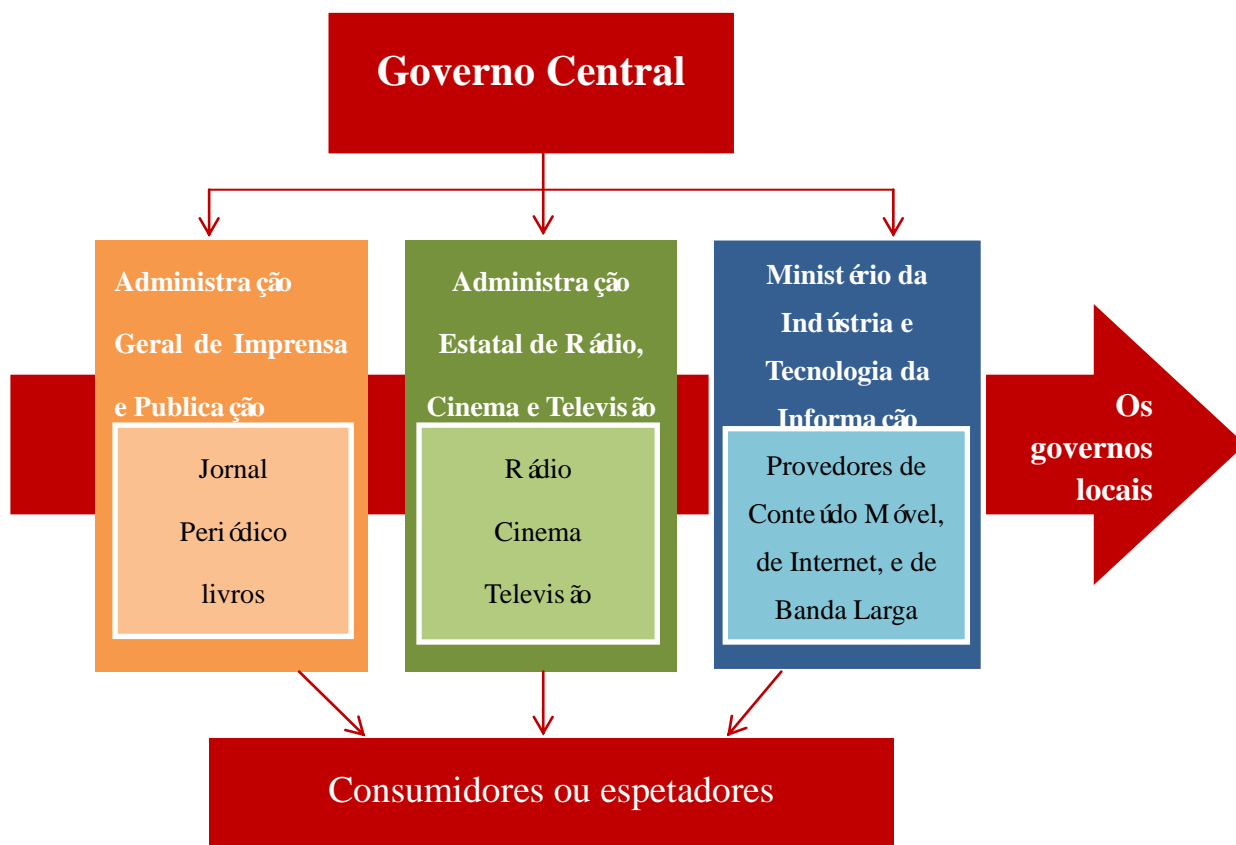 Governo Central
Administração
Geral de Imprensa
e Publicação
Jornal
Periódico
livros
Administração
Estatal de Rádio,
Cinema e Televisão
Rádio
Cinema
Televisão
Ministério da
Indústria e
Tecnologia da
Informação
Provedores de
Conteúdo Móvel,
de Internet, e de
Banda Larga
Os
governos
locais
Consumidores ou espetadores